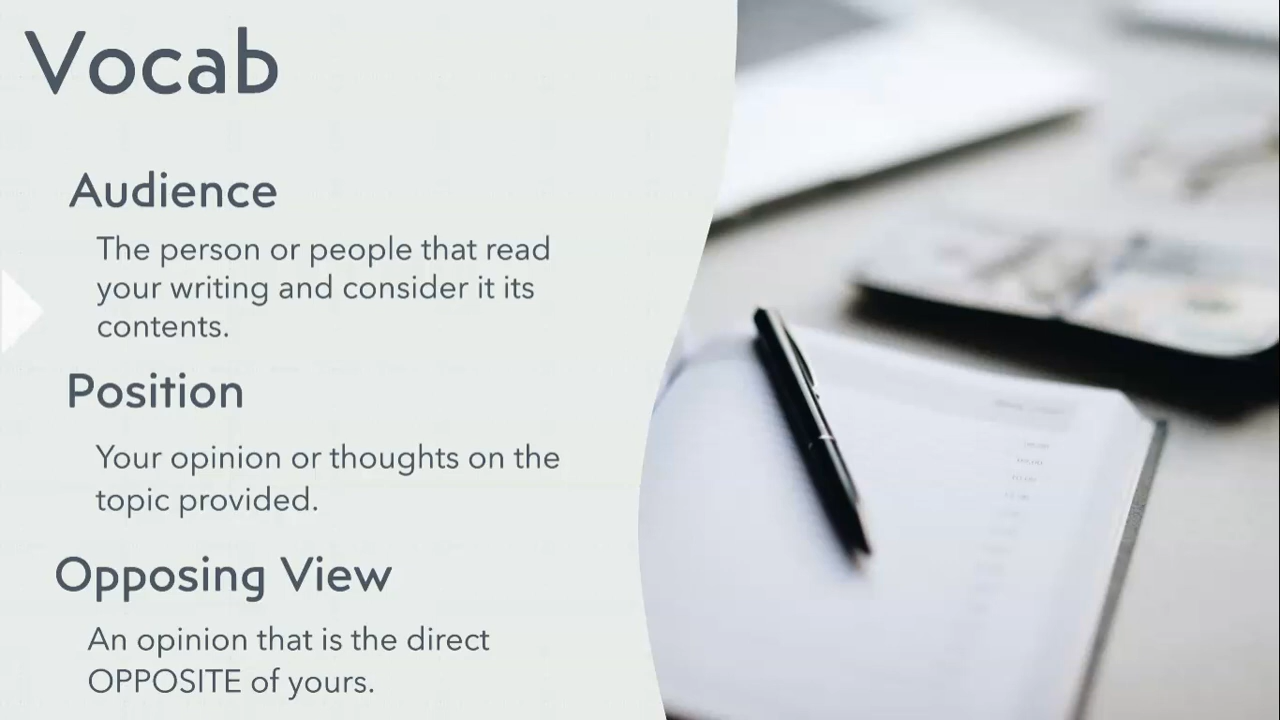 Vocab
Audience
The person or people that read
your writing and consider it its
contents.
Position
Your opinion or thoughts on the
topic provided.
Opposing View
An opinion that is the direct
OPPOSITE of yours.